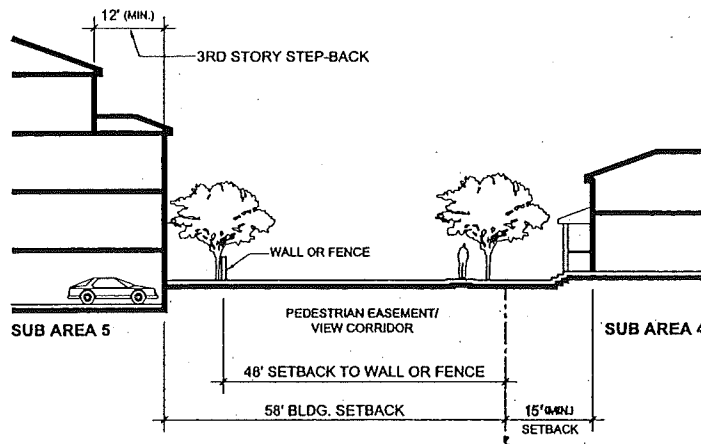 12' (MIN.)
3RD STORY STEP-BACK
WALL OR FENCE
PEDESTRIAN EASEMENT/
VIEW CORRIDOR
SUB AREA 5
SUB AREA 4
48' SETBACK TO WALL OR FENCE
58' BLDG. SETBACK
15' (MIN.)
SETBACK